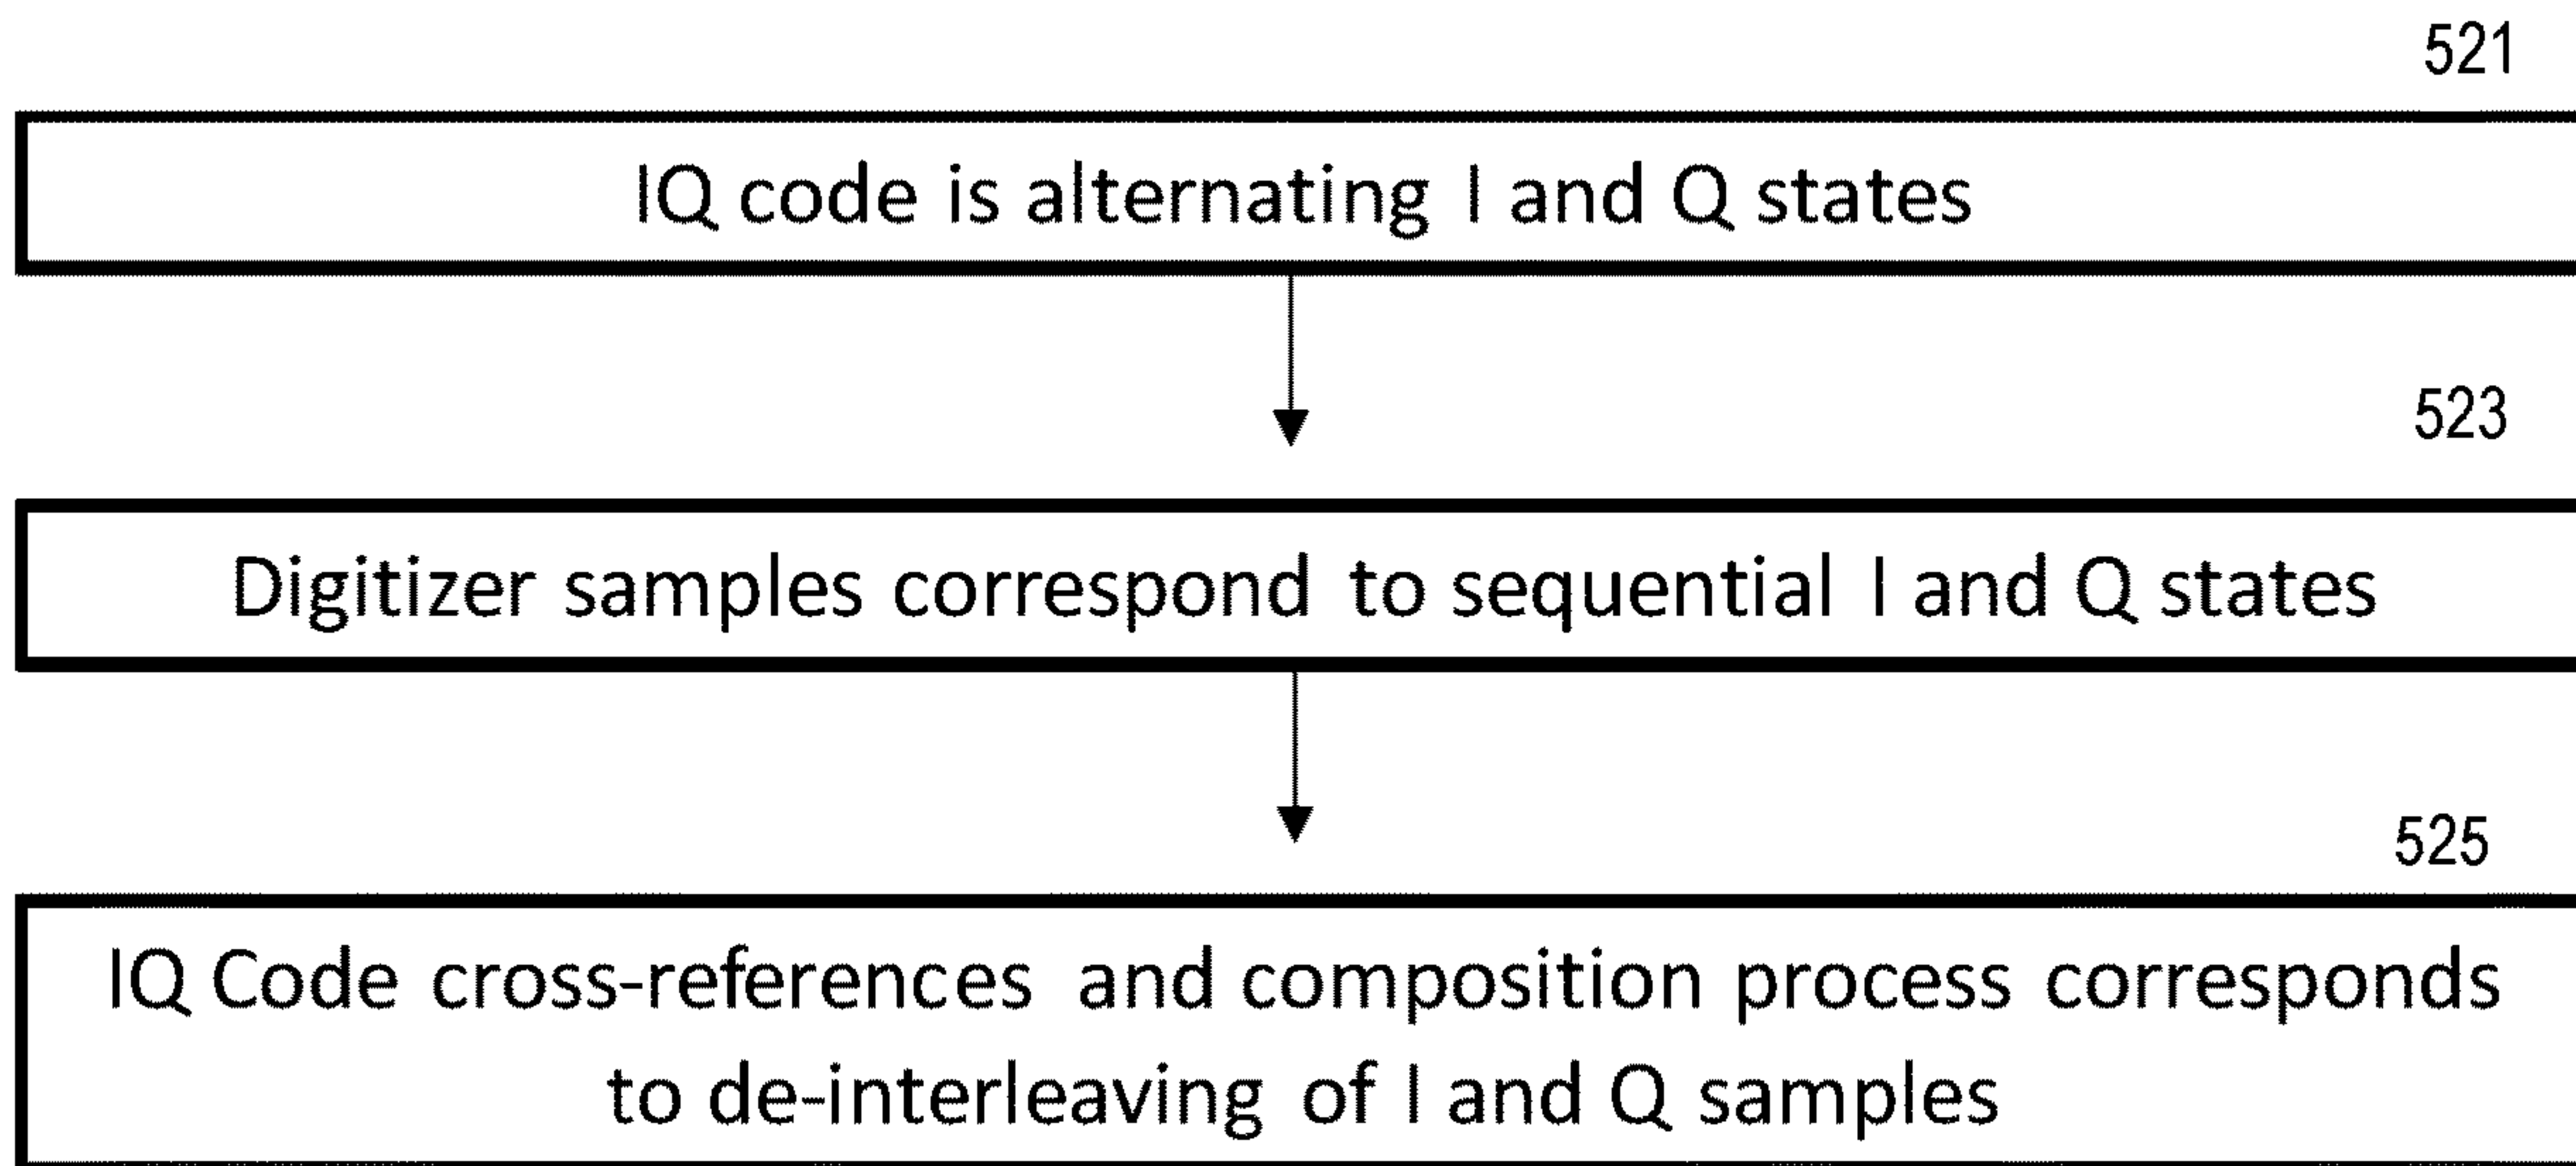 521
IQ code is alternating I and Q states
523
Digitizer samples correspond to sequential I and Q states
525
IQ Code cross-references and composition process corresponds
to de-interleaving of I and Q samples